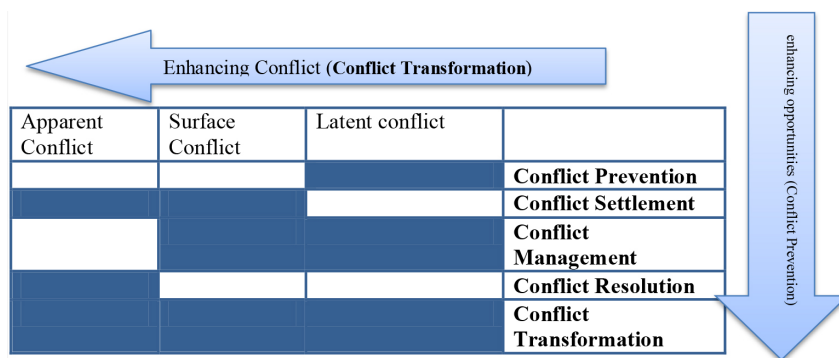 Enhancing Conflict (Conflict Transformation)
Apparent Conflict
Surface Conflict
Latent conflict
Conflict Prevention
Conflict Settlement
Conflict
Management
Conflict Resolution
Conflict
Transformation
enhancing opportunities (Conflict Prevention)